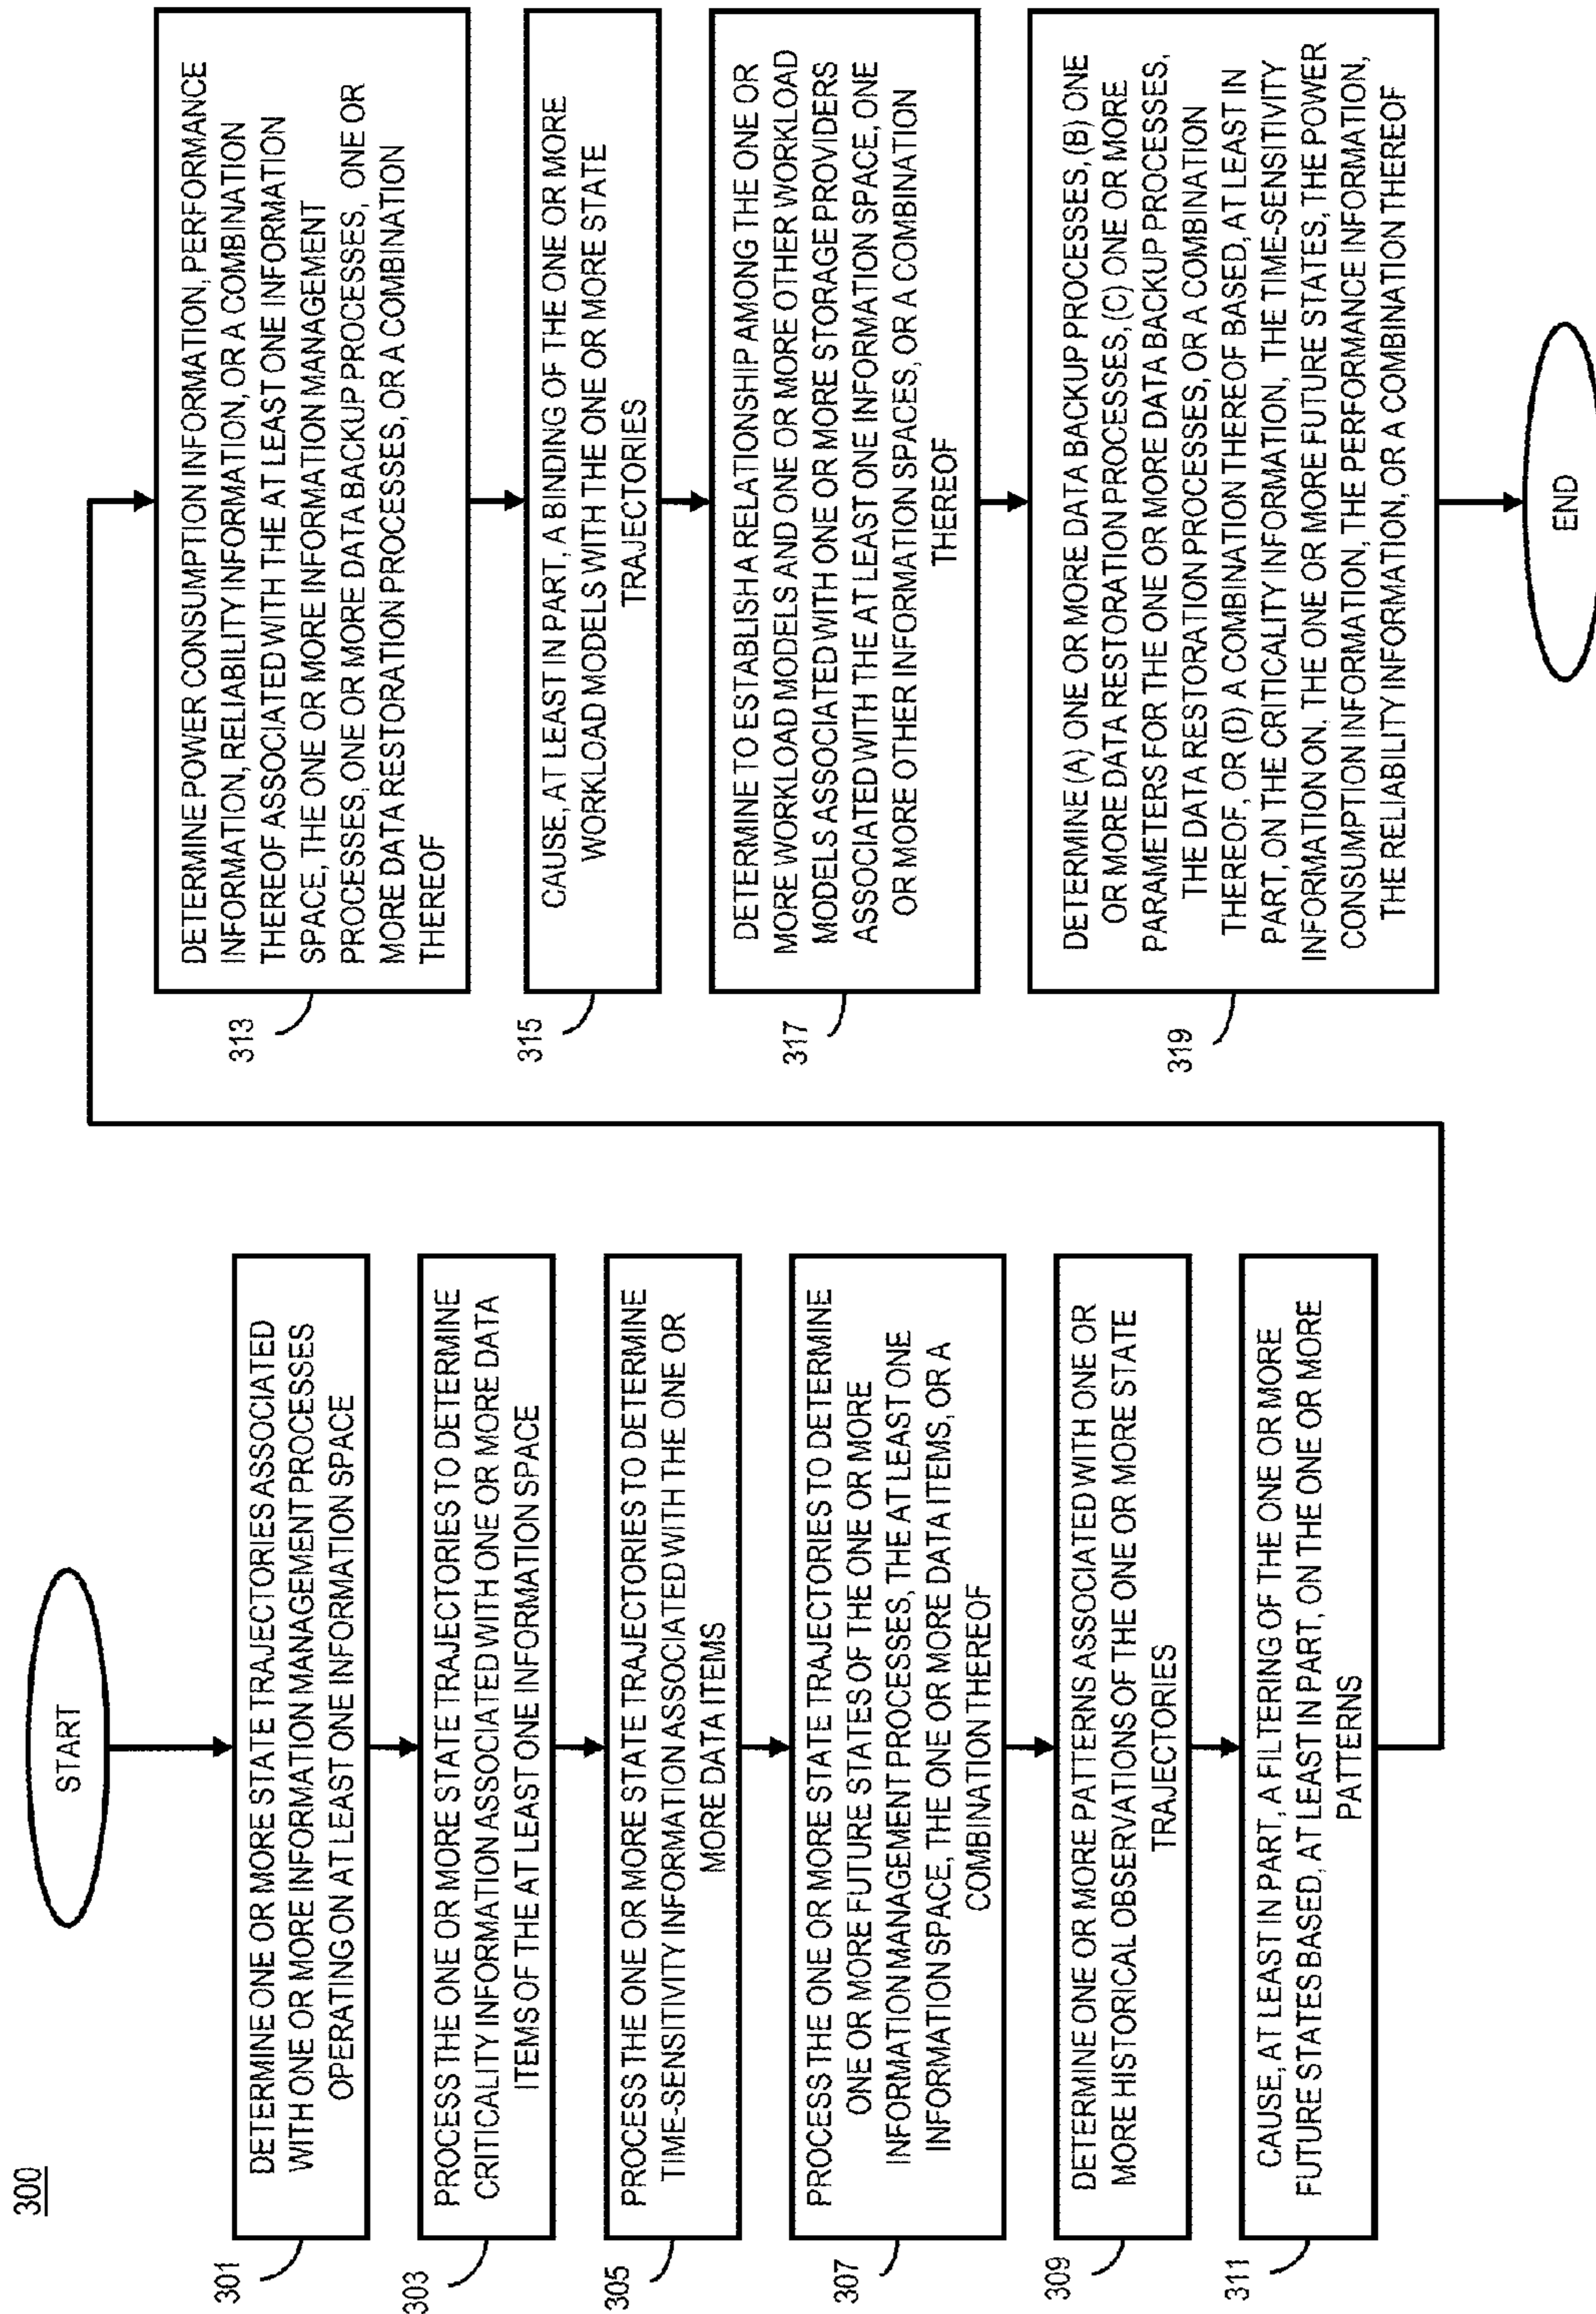 300
START
301
DETERMINE ONE OR MORE STATE TRAJECTORIES ASSOCIATED
WITH ONE OR MORE INFORMATION MANAGEMENT PROCESSES
OPERATING ON AT LEAST ONE INFORMATION SPACE
303
PROCESS THE ONE OR MORE STATE TRAJECTORIES TO DETERMINE
CRITICALITY INFORMATION ASSOCIATED WITH ONE OR MORE DATA
ITEMS OF THE AT LEAST ONE INFORMATION SPACE
305
PROCESS THE ONE OR MORE STATE TRAJECTORIES TO DETERMINE
TIME-SENSITIVITY INFORMATION ASSOCIATED WITH THE ONE OR
MORE DATA ITEMS
307
PROCESS THE ONE OR MORE STATE TRAJECTORIES TO DETERMINE
ONE OR MORE FUTURE STATES OF THE ONE OR MORE
INFORMATION MANAGEMENT PROCESSES, THE AT LEAST ONE
INFORMATION SPACE, THE ONE OR MORE DATA ITEMS, OR A
COMBINATION THEREOF
309
DETERMINE ONE OR MORE PATTERNS ASSOCIATED WITH ONE OR
MORE HISTORICAL OBSERVATIONS OF THE ONE OR MORE STATE
TRAJECTORIES
311
CAUSE, AT LEAST IN PART, A FILTERING OF THE ONE OR MORE
FUTURE STATES BASED, AT LEAST IN PART, ON THE ONE OR MORE
PATTERNS
313
DETERMINE POWER CONSUMPTION INFORMATION, PERFORMANCE
INFORMATION, RELIABILITY INFORMATION, OR A COMBINATION
THEREOF ASSOCIATED WITH THE AT LEAST ONE INFORMATION
SPACE, THE ONE OR MORE INFORMATION MANAGEMENT
PROCESSES, ONE OR MORE DATA BACKUP PROCESSES, ONE OR
MORE DATA RESTORATION PROCESSES, OR A COMBINATION
THEREOF
315
CAUSE, AT LEAST IN PART, A BINDING OF THE ONE OR MORE
WORKLOAD MODELS WITH THE ONE OR MORE STATE
TRAJECTORIES
317
DETERMINE TO ESTABLISH A RELATIONSHIP AMONG THE ONE OR
MORE WORKLOAD MODELS AND ONE OR MORE OTHER WORKLOAD
MODELS ASSOCIATED WITH ONE OR MORE STORAGE PROVIDERS
ASSOCIATED WITH THE AT LEAST ONE INFORMATION SPACE, ONE
OR MORE OTHER INFORMATION SPACES, OR A COMBINATION
THEREOF
319
DETERMINE (A) ONE OR MORE DATA BACKUP PROCESSES, (B) ONE
OR MORE DATA RESTORATION PROCESSES, (C) ONE OR MORE
PARAMETERS FOR THE ONE OR MORE DATA BACKUP PROCESSES,
THE DATA RESTORATION PROCESSES, OR A COMBINATION
THEREOF, OR (D) A COMBINATION THEREOF BASED, AT LEAST IN
PART, ON THE CRITICALITY INFORMATION, THE TIME-SENSITIVITY
INFORMATION, THE ONE OR MORE FUTURE STATES, THE POWER
CONSUMPTION INFORMATION, THE PERFORMANCE INFORMATION,
THE RELIABILITY INFORMATION, OR A COMBINATION THEREOF
END